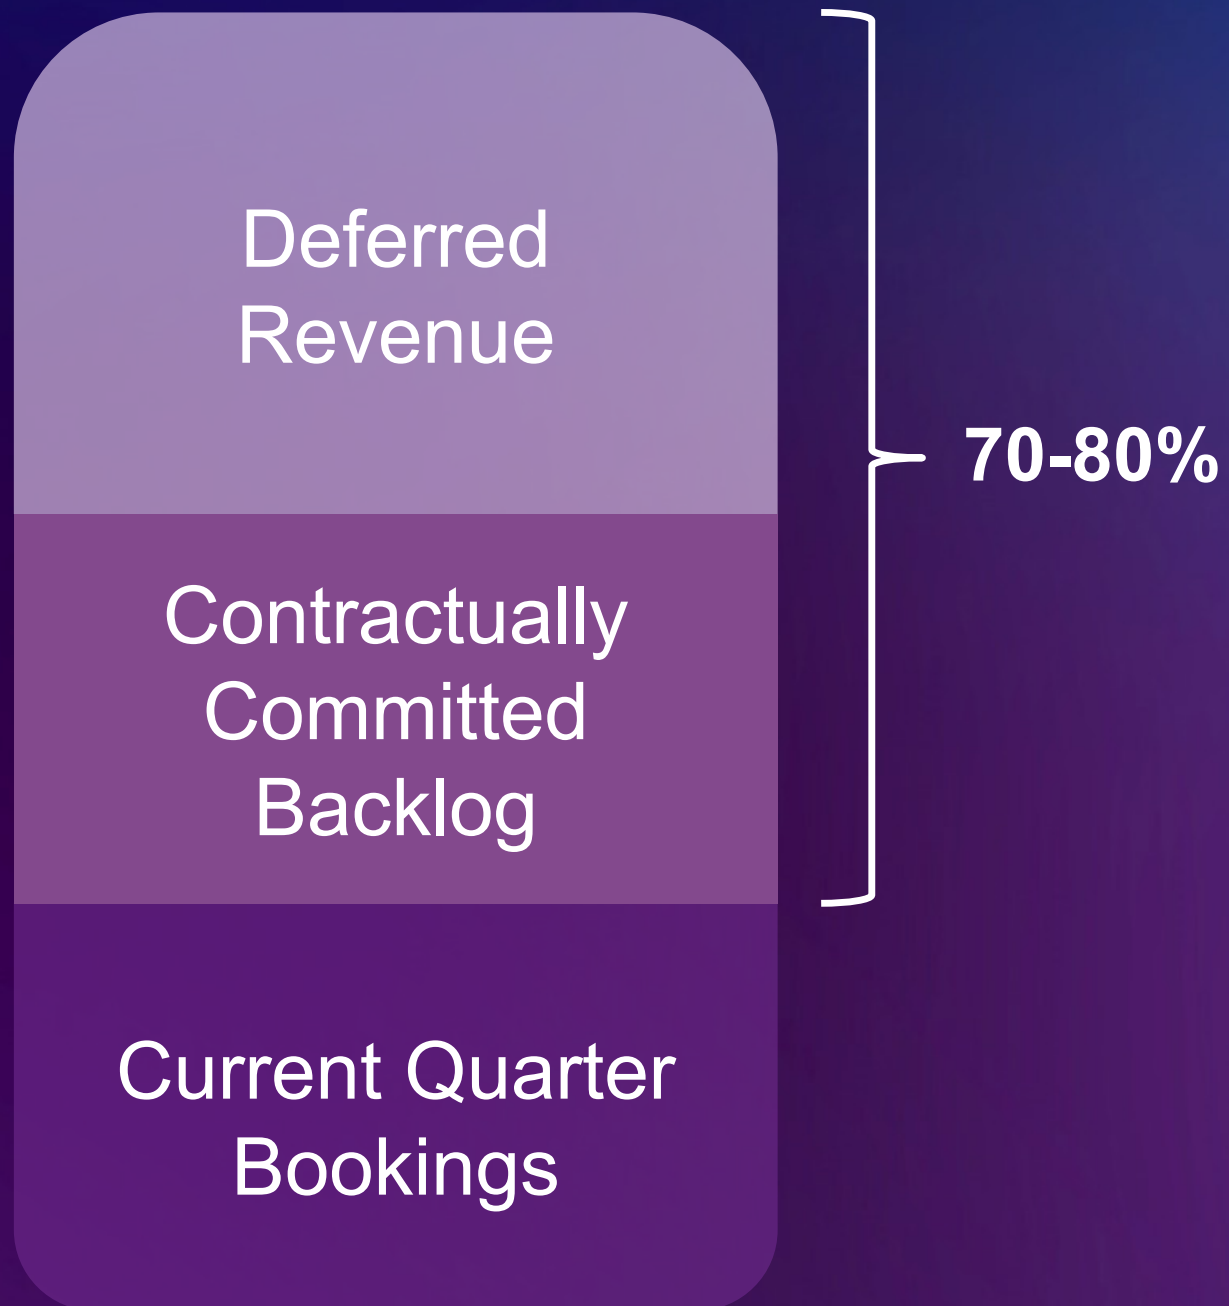 Deferred
Revenue
70-80%
Contractually
Committed
Backlog
Current Quarter
Bookings